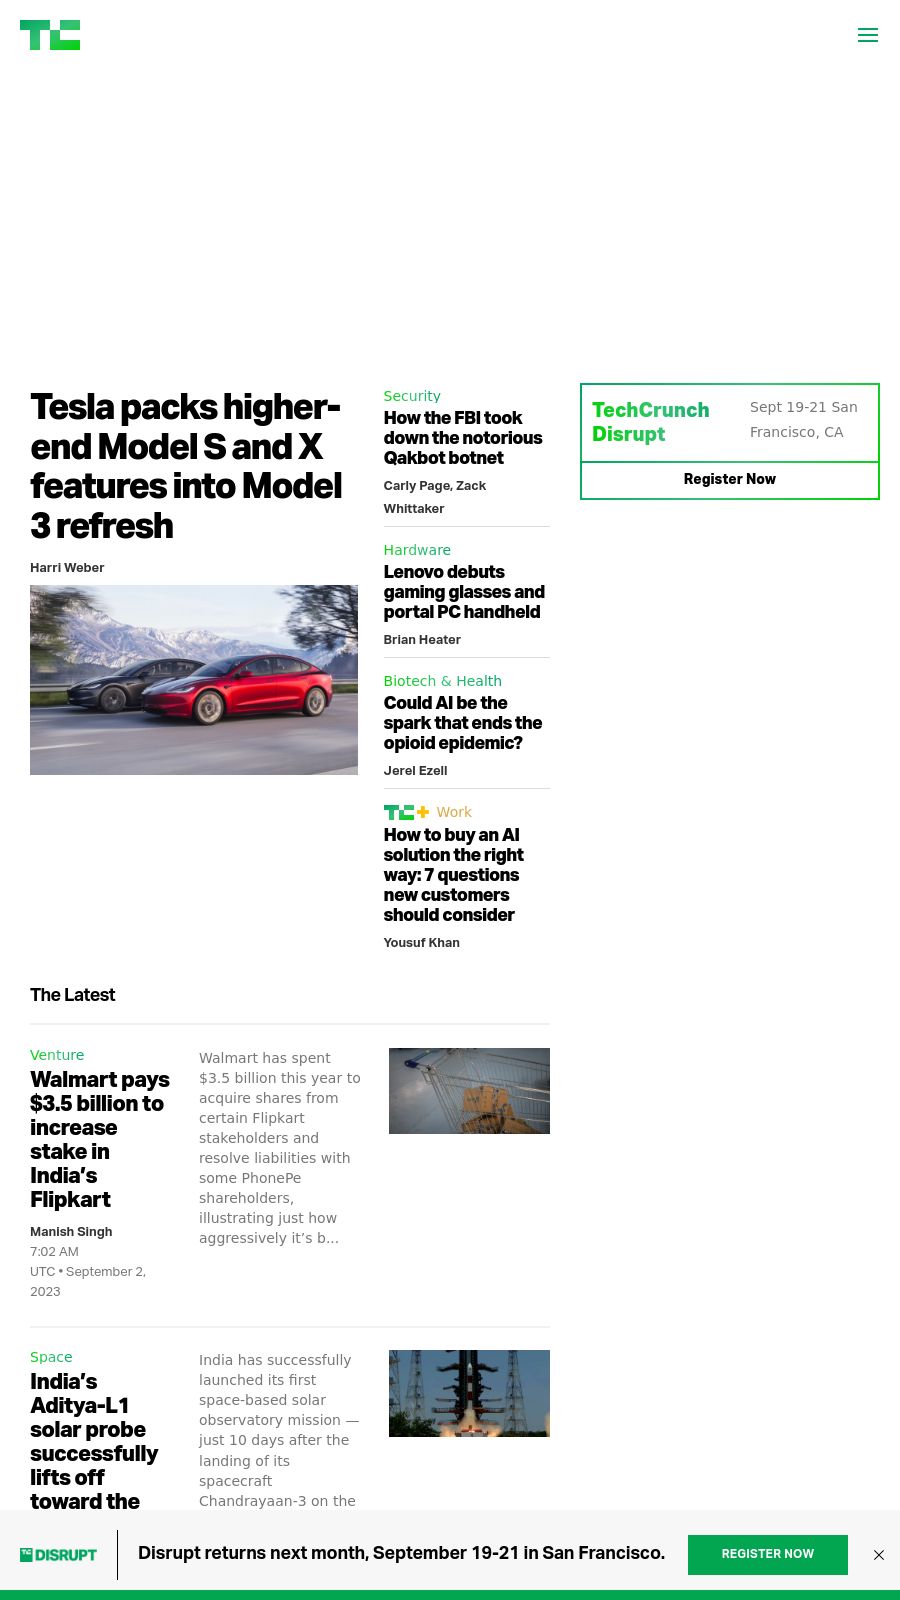 TC
Tesla packs higher-
end Model S and X
features into Model
3 refresh
Harri Weber
Security
How the FBI took
down the notorious
Qakbot botnet
Carly Page, Zack
Whittaker
Hardware
Lenovo debuts
gaming glasses and
portal PC handheld
Brian Heater
Biotech & Health
Could AI be the
spark that ends the
opioid epidemic?
Jerel Ezell
TC+ Work
How to buy an AI
solution the right
way: 7 questions
new customers
should consider
Yousuf Khan
TechCrunch
Disrupt
Sept 19-21 San
Francisco, CA
Register Now
The Latest
Venture
Walmart pays
$3.5 billion to
increase
stake in
India’s
Flipkart
Manish Singh
7:02 AM
UTC • September 2,
2023
Walmart has spent
$3.5 billion this year to
acquire shares from
certain Flipkart
stakeholders and
resolve liabilities with
some PhonePe
shareholders,
illustrating just how
aggressively it’s b…
Space
India’s
Aditya-L1
solar probe
successfully
lifts off
toward the
India has successfully
launched its first
space-based solar
observatory mission —
just 10 days after the
landing of its
spacecraft
Chandrayaan-3 on the
TC DISRUPT
Disrupt returns next month, September 19-21 in San Francisco.
REGISTER NOW